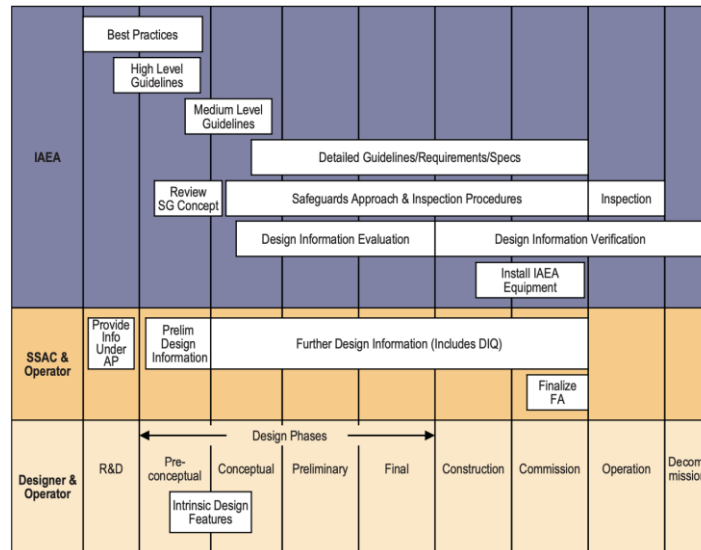 Best Practices
High Level
Guidelines
Medium Level
Guidelines
Detailed Guidelines/Requirements/Specs
IAEA
Review
SG Concept
Safeguards Approach & Inspection Procedures
Inspection
Design Information Evaluation
Design Information Verification
Install IAEA
Equipment
SSAC &
Operator
Provide
Info
Under
AP
Prelim
Design
Information
Further Design Information (Includes DIQ)
Finalize
FA
Designer &
Operator
Design Phases
R&D
Pre-
conceptual
Conceptual
Preliminary
Final
Construction
Commission
Operation
Decom
mission
Intrinsic Design
Features